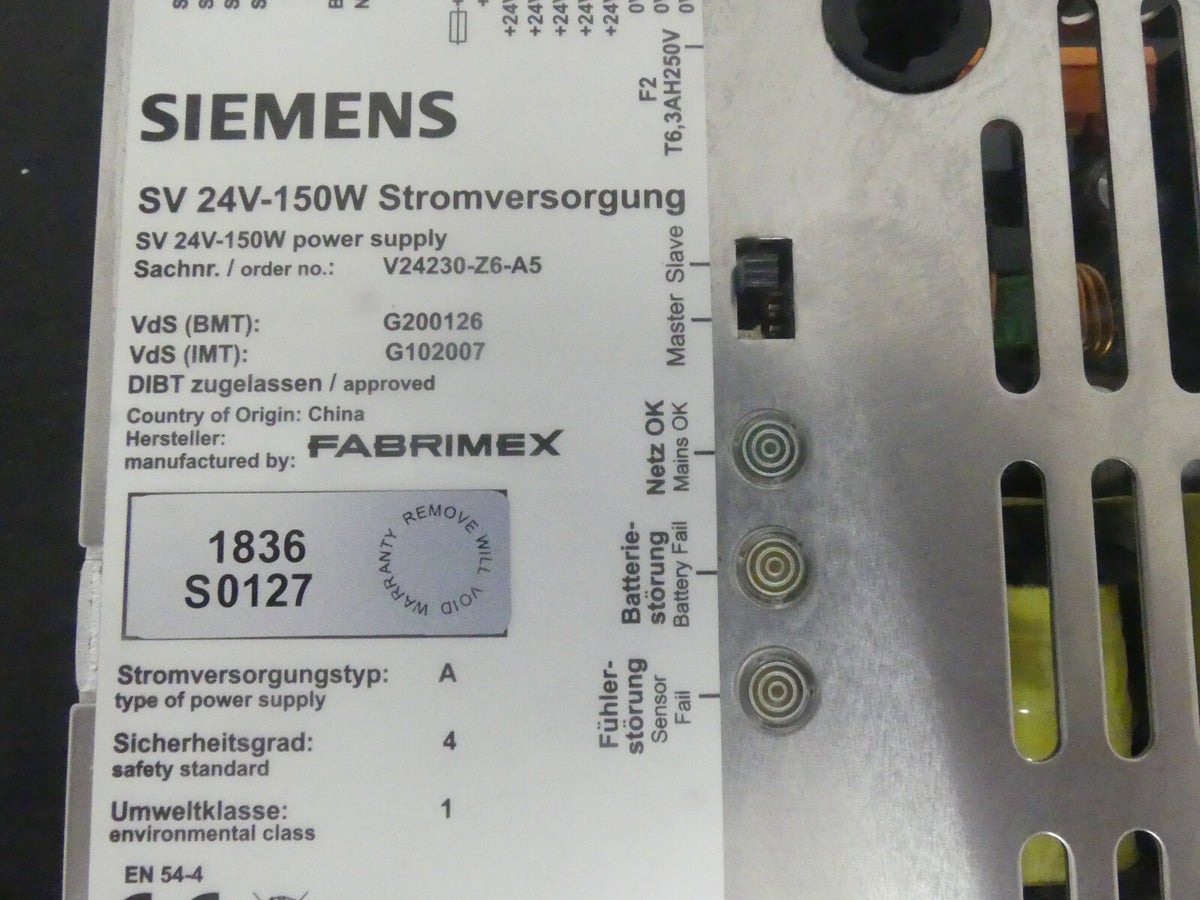 F2
T6,3AH250V
SIEMENS
SV 24V-150W Stromversorgung
SV 24V-150W power supply
Sachnr. / order no.: V24230-Z6-A5
Master Slave
VdS (BMT): G200126
VdS (IMT): G102007
DIBT zugelassen / approved
Country of Origin: China
Hersteller:
manufactured by: FABRIMEX
Netz OK
Mains OK
1836
S0127
WARRANTY REMOVE WILL VOID
Batterie-
störung
Battery Fail
Stromversorgungstyp: A
type of power supply
Fühler-
störung
Sensor
Fail
Sicherheitsgrad: 4
safety standard
Umweltklasse: 1
environmental class
EN 54-4